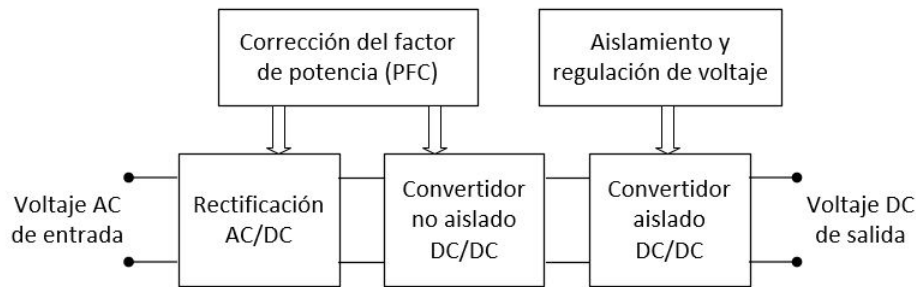 Corrección del factor
de potencia (PFC)
Aislamiento y
regulación de voltaje
Voltaje AC
de entrada
Rectificación
AC/DC
Convertidor
no aislado
DC/DC
Convertidor
aislado
DC/DC
Voltaje DC
de salida